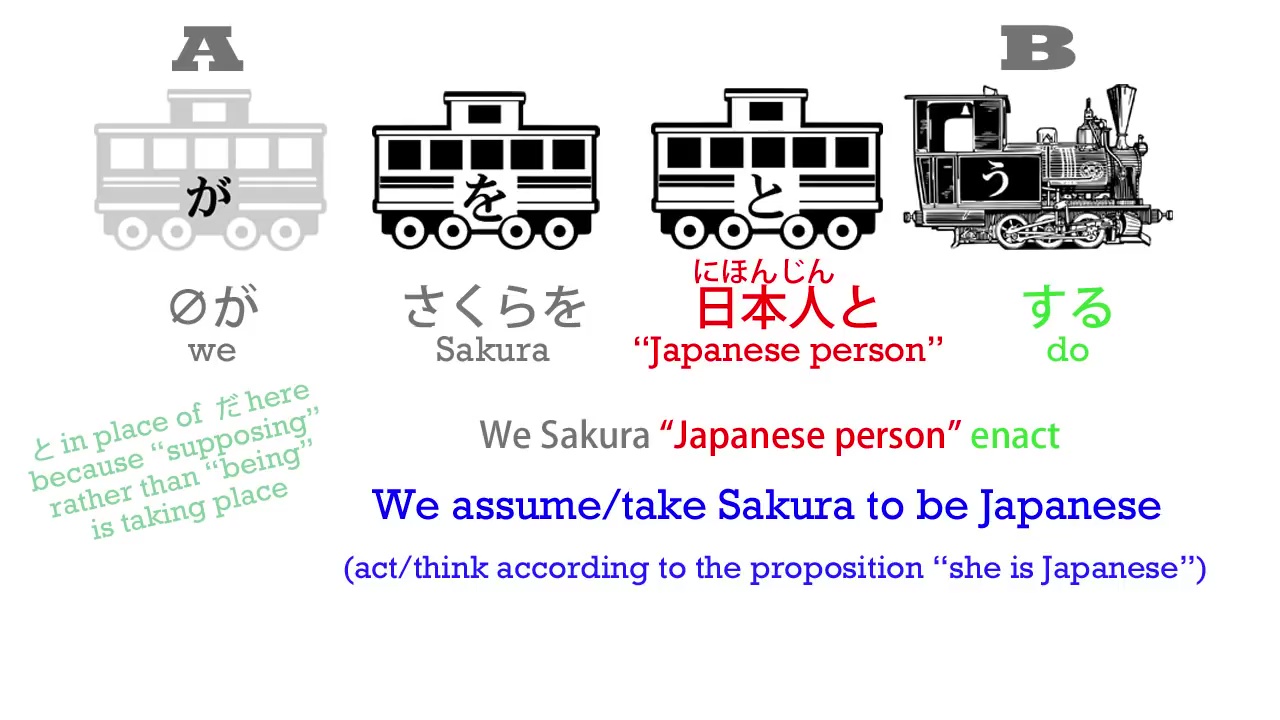 A
B
が
を
と
う
にほんじん
∅が
さくらを
日本人と
する
we
Sakura
“Japanese person”
do
と in place of だ here
because “supposing”
rather than “being”
is taking place
We Sakura “Japanese person” enact
We assume/take Sakura to be Japanese
(act/think according to the proposition “she is Japanese”)